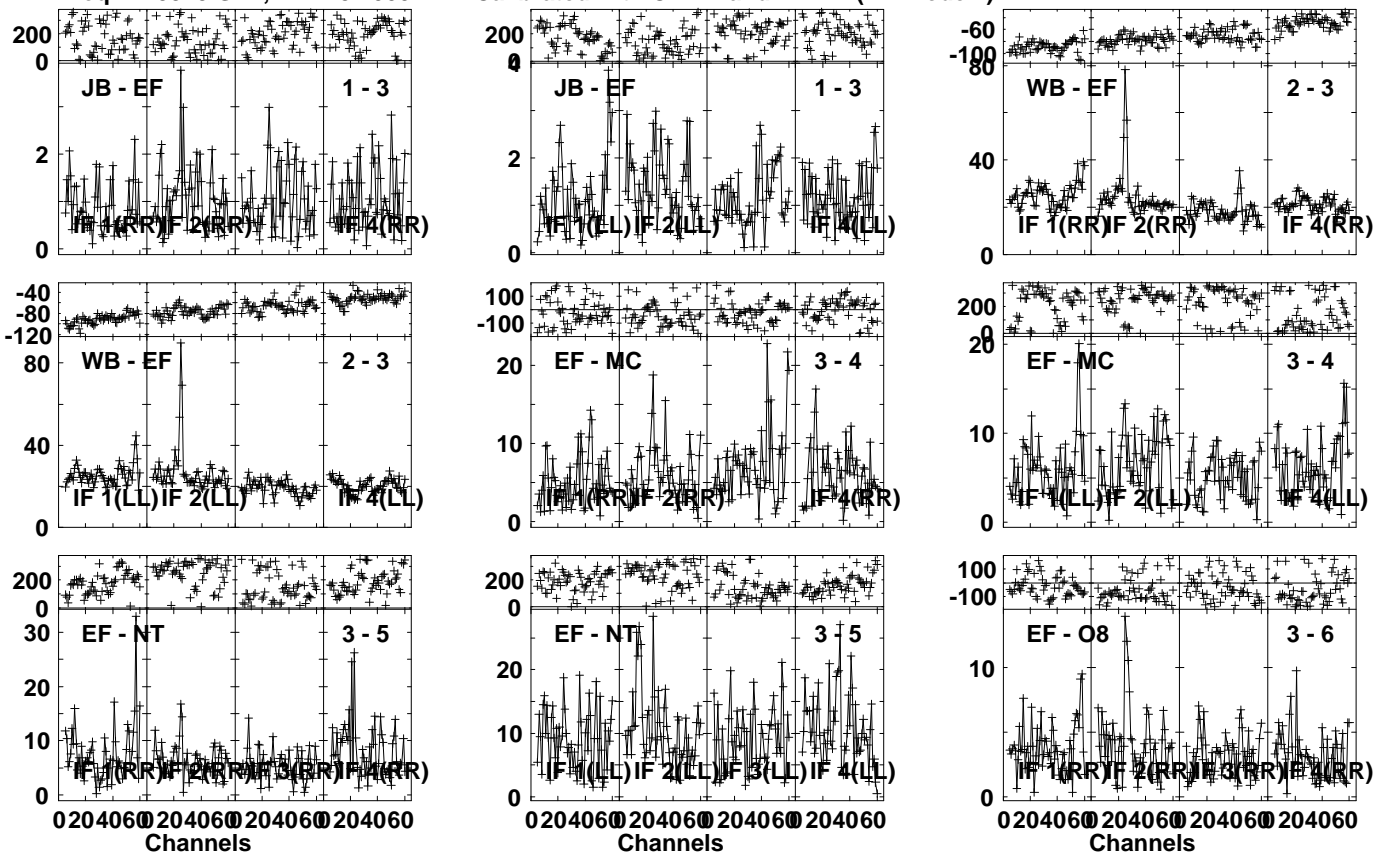 200
0
200
0
4
-60
-100
JB - EF 1 - 3
2
0
IF 1(RR) IF 2(RR) IF 4(RR)
JB - EF 1 - 3
2
0
IF 1(LL) IF 2(LL) IF 4(LL)
80
WB - EF 2 - 3
40
0
IF 1(RR) IF 2(RR) IF 4(RR)
-40
-80
-120
100
-100
200
0
WB - EF 2 - 3
80
40
0
IF 1(LL) IF 2(LL) IF 4(LL)
EF - MC 3 - 4
20
10
0
IF 1(RR) IF 2(RR) IF 4(RR)
EF - MC 3 - 4
20
10
0
IF 1(LL) IF 2(LL) IF 4(LL)
200
0
200
0
100
-100
EF - NT 3 - 5
30
20
10
0
IF 1(RR) IF 2(RR) IF 3(RR) IF 4(RR)
EF - NT 3 - 5
20
10
0
IF 1(LL) IF 2(LL) IF 3(LL) IF 4(LL)
EF - O8 3 - 6
10
0
IF 1(RR) IF 2(RR) IF 3(RR) IF 4(RR)
0 20 40 60 0 20 40 60 0 20 40 60 0 20 40 60
Channels
0 20 40 60 0 20 40 60 0 20 40 60 0 20 40 60
Channels
0 20 40 60 0 20 40 60 0 20 40 60 0 20 40 60
Channels